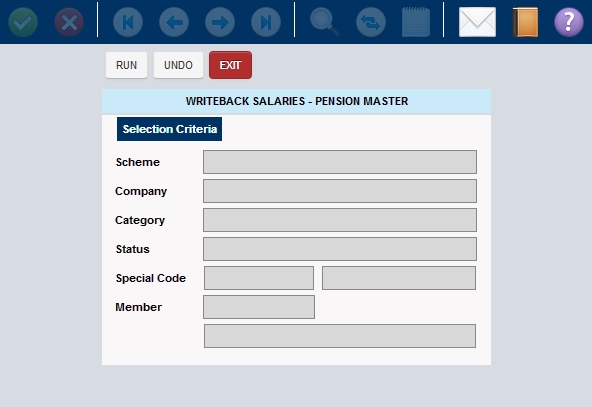 ?
RUN UNDO EXIT
WRITEBACK SALARIES - PENSION MASTER
Selection Criteria
Scheme
Company
Category
Status
Special Code
Member